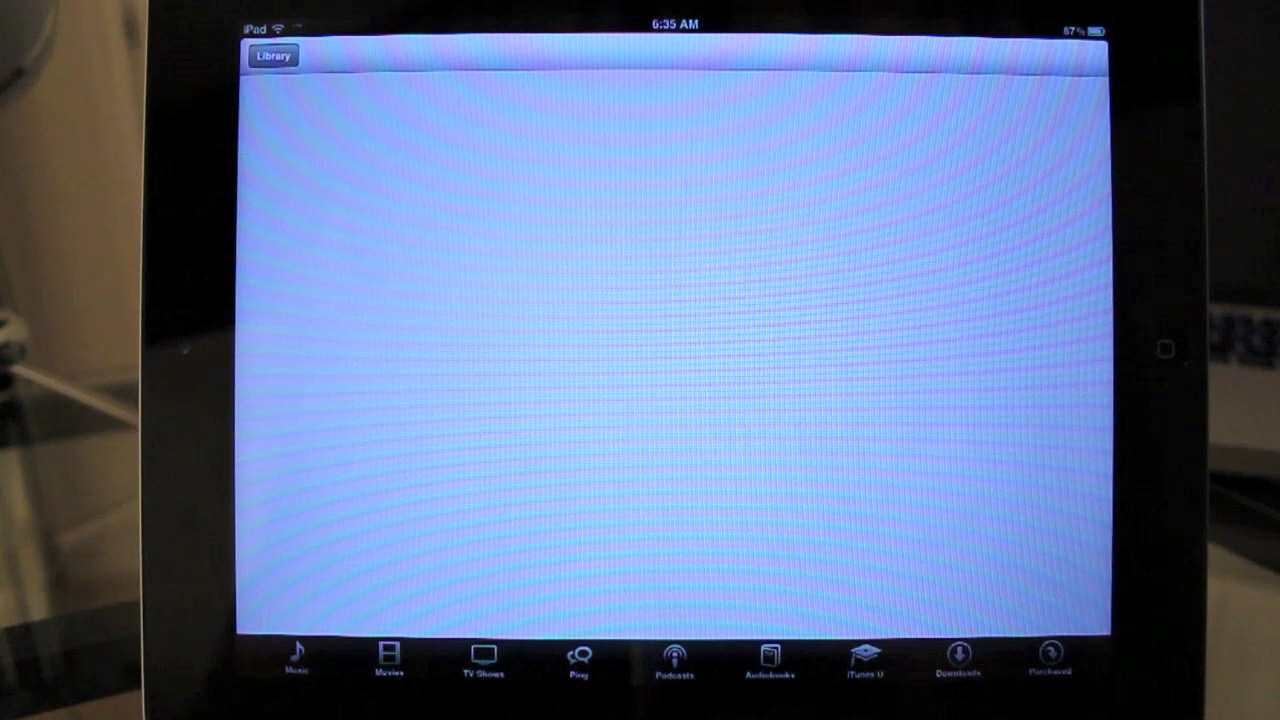 iPad
6:35 AM
87%
Library
Music
Movies
TV Shows
Ping
Podcasts
Audiobooks
iTunes U
Downloads
Purchased